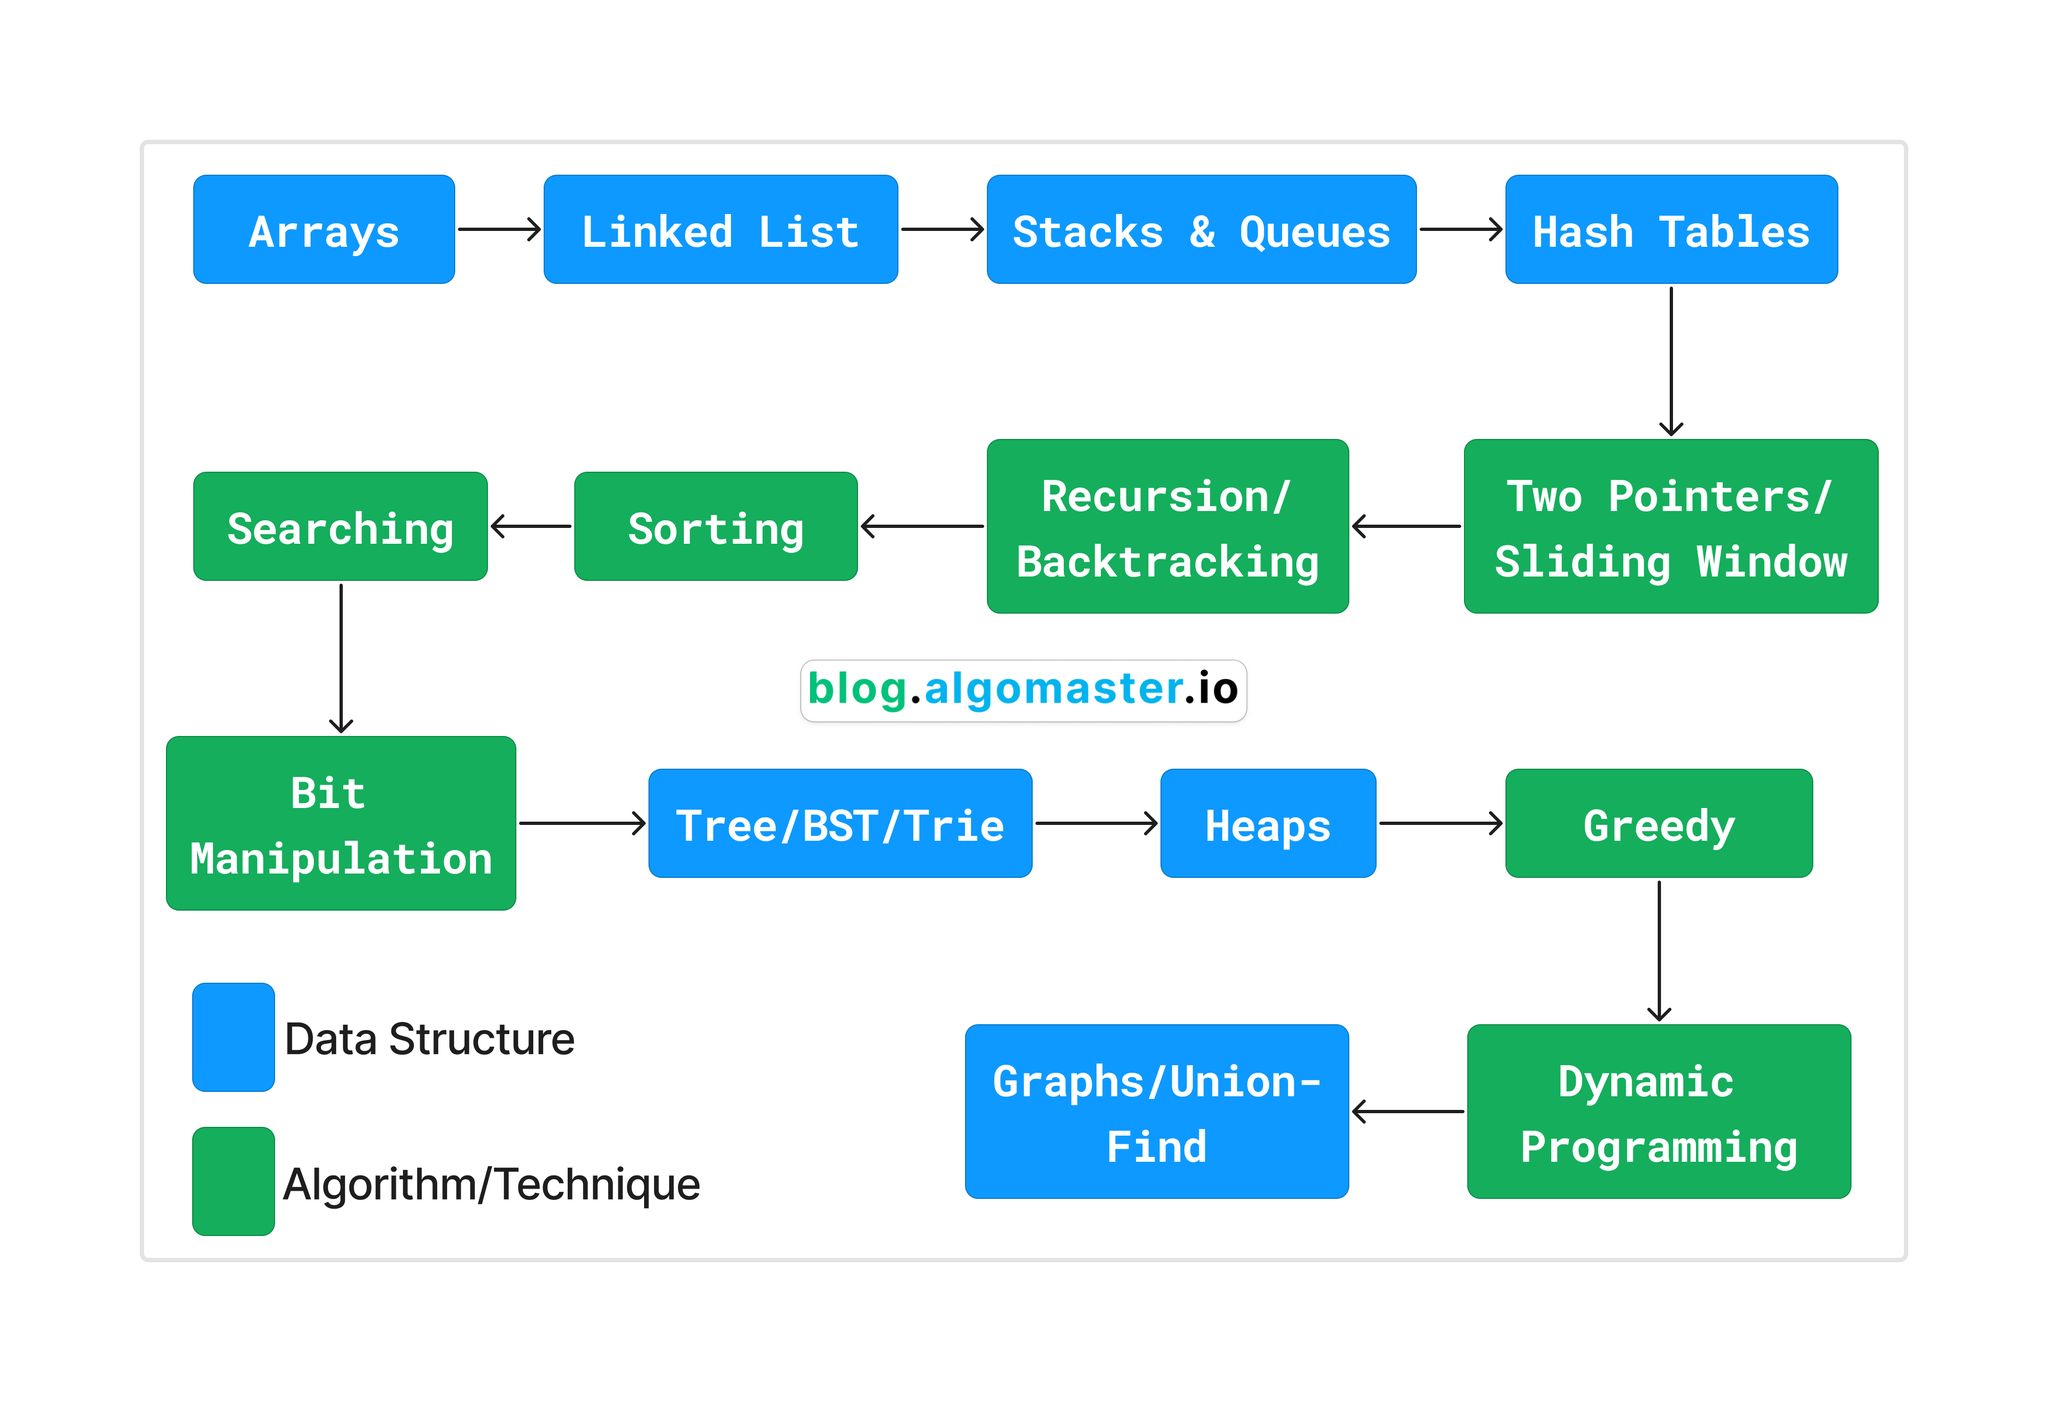 Arrays
Linked List
Stacks & Queues
Hash Tables
Two Pointers/
Sliding Window
Recursion/
Backtracking
Sorting
Searching
blog.algomaster.io
Bit
Manipulation
Tree/BST/Trie
Heaps
Greedy
Dynamic
Programming
Graphs/Union-
Find
Data Structure
Algorithm/Technique